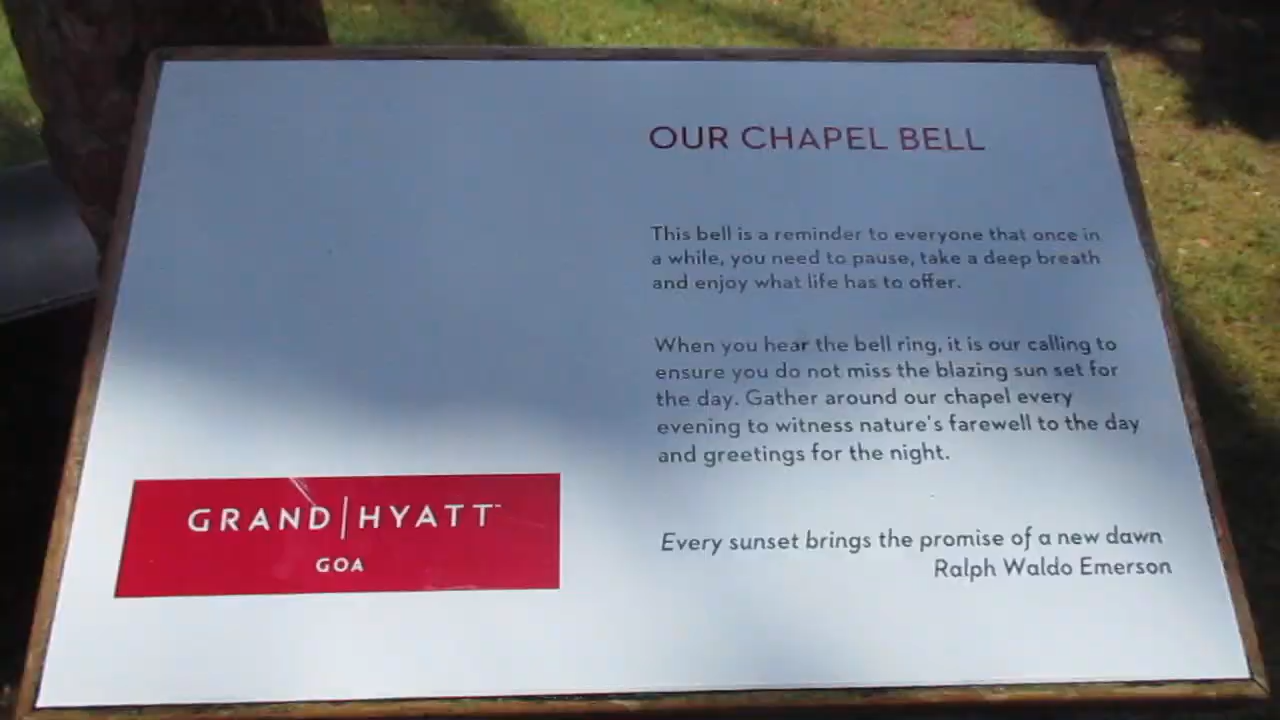 OUR CHAPEL BELL
This bell is a reminder to everyone that once in
a while, you need to pause, take a deep breath
and enjoy what life has to offer.
When you hear the bell ring, it is our calling to
ensure you do not miss the blazing sun set for
the day. Gather around our chapel every
evening to witness nature's farewell to the day
and greetings for the night.
Every sunset brings the promise of a new dawn
Ralph Waldo Emerson
GRAND|HYATT™
GOA